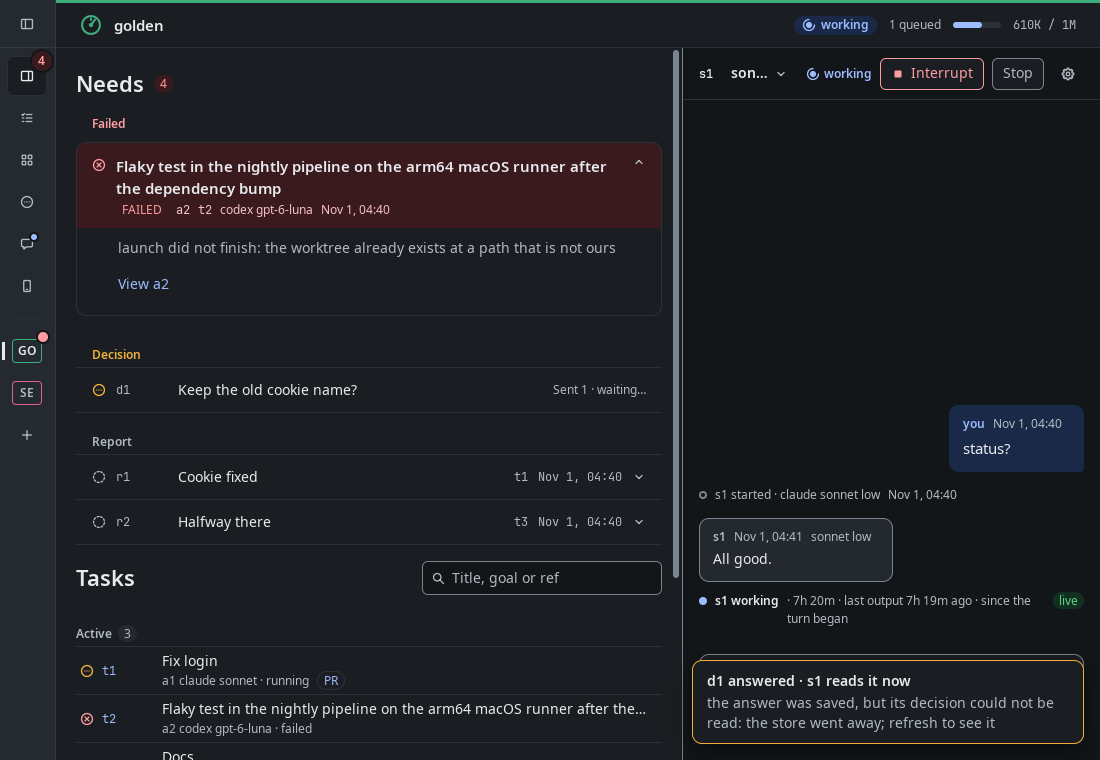 golden
working
1 queued
610K / 1M
4
GO
SE
Needs 4
Failed
Flaky test in the nightly pipeline on the arm64 macOS runner after
the dependency bump
FAILED a2 t2 codex gpt-6-luna Nov 1, 04:40
launch did not finish: the worktree already exists at a path that is not ours
View a2
Decision
d1 Keep the old cookie name? Sent 1 · waiting…
Report
r1 Cookie fixed t1 Nov 1, 04:40
r2 Halfway there t3 Nov 1, 04:40
Tasks
Title, goal or ref
Active 3
t1 Fix login
a1 claude sonnet · running PR
t2 Flaky test in the nightly pipeline on the arm64 macOS runner after the…
a2 codex gpt-6-luna · failed
Docs
s1 son… working Interrupt Stop
you Nov 1, 04:40
status?
s1 started · claude sonnet low Nov 1, 04:40
s1 Nov 1, 04:41 sonnet low
All good.
s1 working · 7h 20m · last output 7h 19m ago · since the live
turn began
d1 answered · s1 reads it now
the answer was saved, but its decision could not be
read: the store went away; refresh to see it